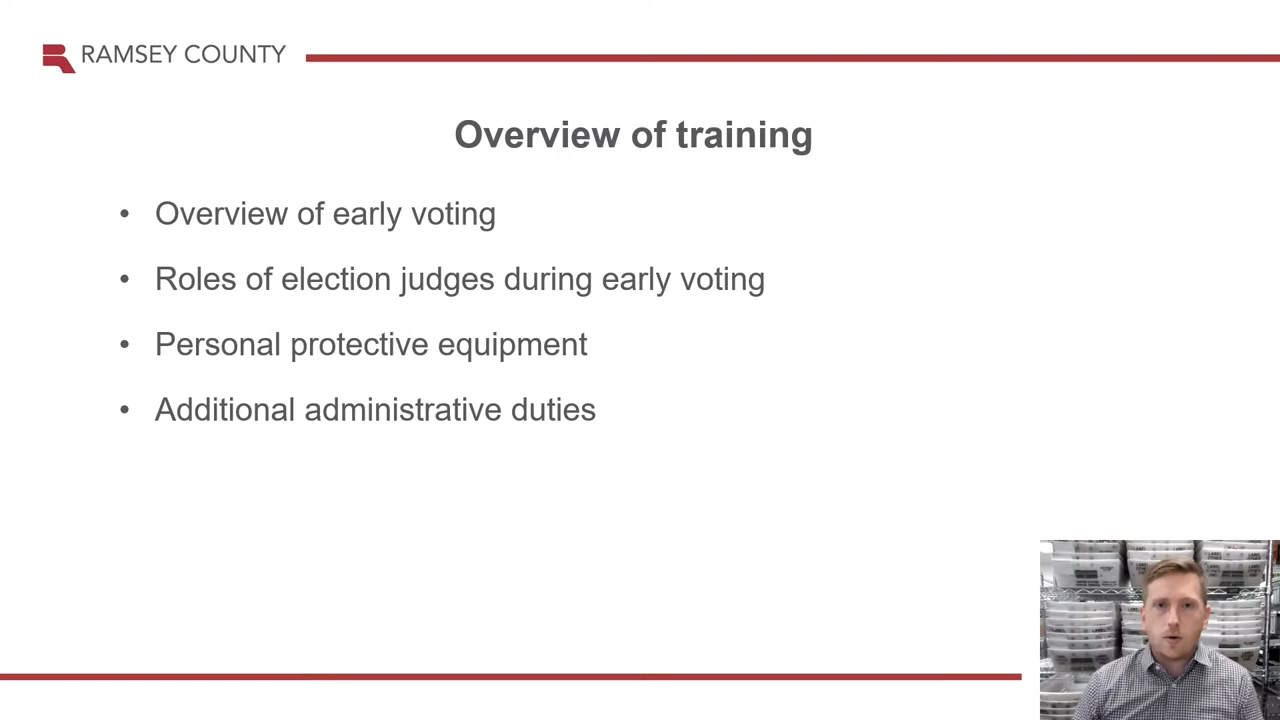 RAMSEY COUNTY
Overview of training
• Overview of early voting
• Roles of election judges during early voting
• Personal protective equipment
• Additional administrative duties